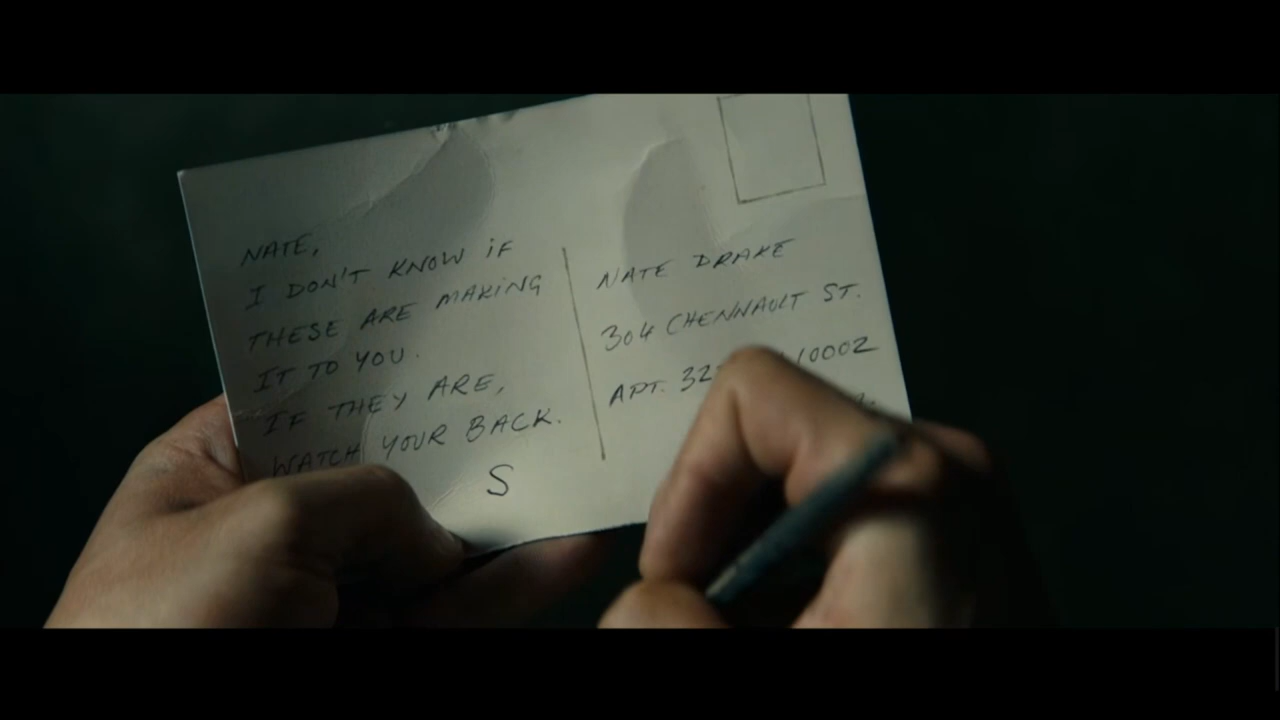 NATE,
I DON'T KNOW iF
THESE ARE MAKiNG
IT TO YOU.
IF THEY ARE,
WATCH YOUR BACK.
S
NATE DRAKE
304 CHENNAULT ST.
APT. 32 10002